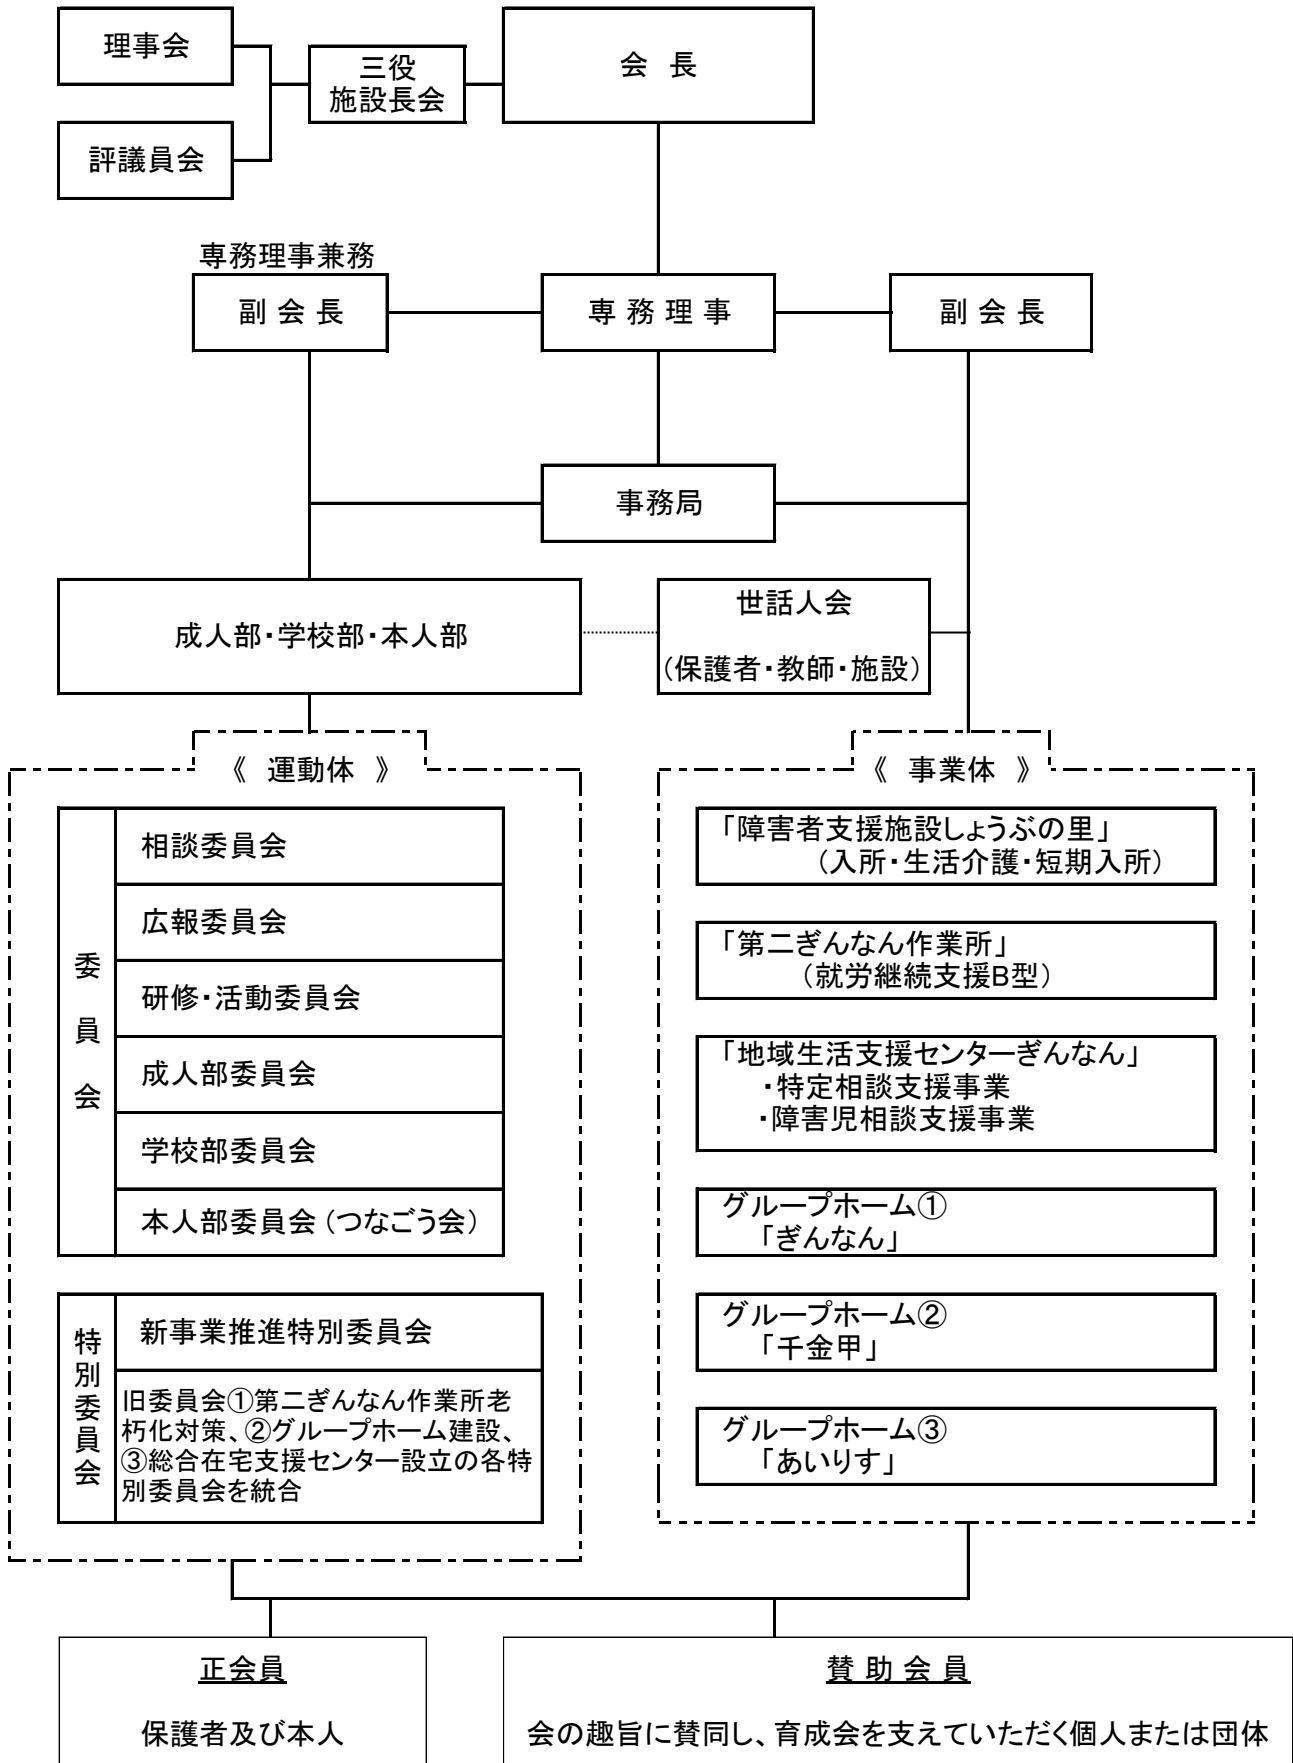 理事会
三役
施設長会
会 長
評議員会
専務理事兼務
副 会 長
専 務 理 事
副 会 長
事務局
成人部・学校部・本人部
世話人会
(保護者・教師・施設)
《 運動体 》
委員会
相談委員会
広報委員会
研修・活動委員会
成人部委員会
学校部委員会
本人部委員会(つなごう会)
特別委員会
新事業推進特別委員会
旧委員会①第二ぎんなん作業所老
朽化対策、②グループホーム建設、
③総合在宅支援センター設立の各特
別委員会を統合
《 事業体 》
「障害者支援施設しょうぶの里」
(入所・生活介護・短期入所)
「第二ぎんなん作業所」
(就労継続支援B型)
「地域生活支援センターぎんなん」
・特定相談支援事業
・障害児相談支援事業
グループホーム①
「ぎんなん」
グループホーム②
「千金甲」
グループホーム③
「あいりす」
正会員
保護者及び本人
賛 助 会 員
会の趣旨に賛同し、育成会を支えていただく個人または団体